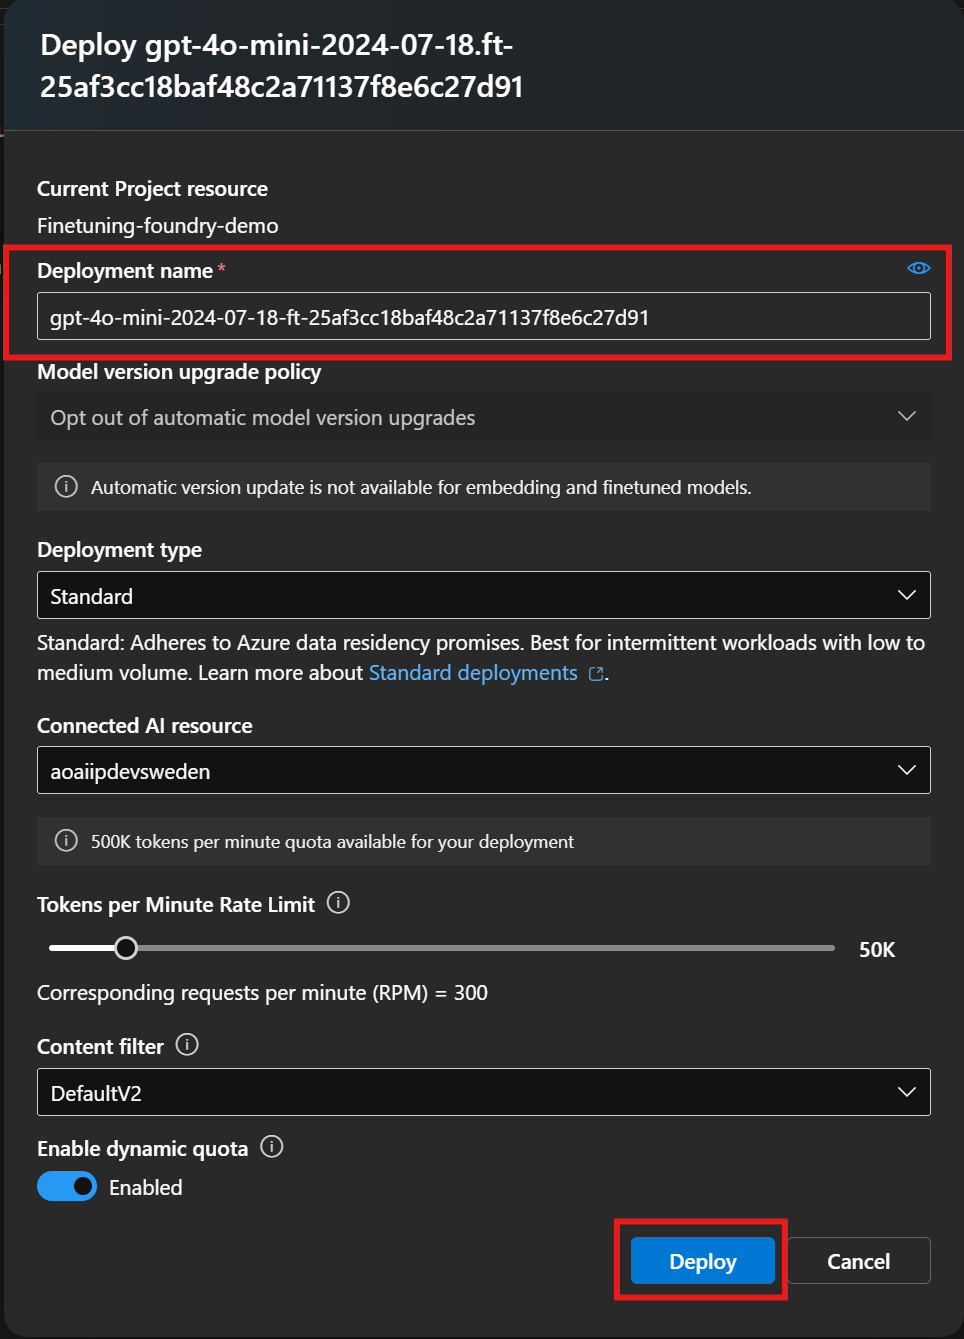 Deploy gpt-4o-mini-2024-07-18.ft-
25af3cc18baf48c2a71137f8e6c27d91
Current Project resource
Finetuning-foundry-demo
Deployment name *
gpt-4o-mini-2024-07-18-ft-25af3cc18baf48c2a71137f8e6c27d91
Model version upgrade policy
Opt out of automatic model version upgrades
Automatic version update is not available for embedding and finetuned models.
Deployment type
Standard
Standard: Adheres to Azure data residency promises. Best for intermittent workloads with low to
medium volume. Learn more about Standard deployments.
Connected AI resource
aoaiipdevsweden
500K tokens per minute quota available for your deployment
Tokens per Minute Rate Limit
50K
Corresponding requests per minute (RPM) = 300
Content filter
DefaultV2
Enable dynamic quota
Enabled
Deploy
Cancel